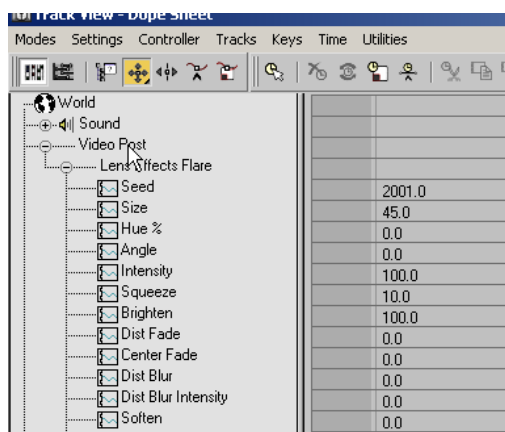 Track View - Dope Sheet
Modes Settings Controller Tracks Keys Time Utilities
World
Sound
Video Post
Lens Effects Flare
Seed 2001.0
Size 45.0
Hue % 0.0
Angle 0.0
Intensity 100.0
Squeeze 10.0
Brighten 100.0
Dist Fade 0.0
Center Fade 0.0
Dist Blur 0.0
Dist Blur Intensity 0.0
Soften 0.0